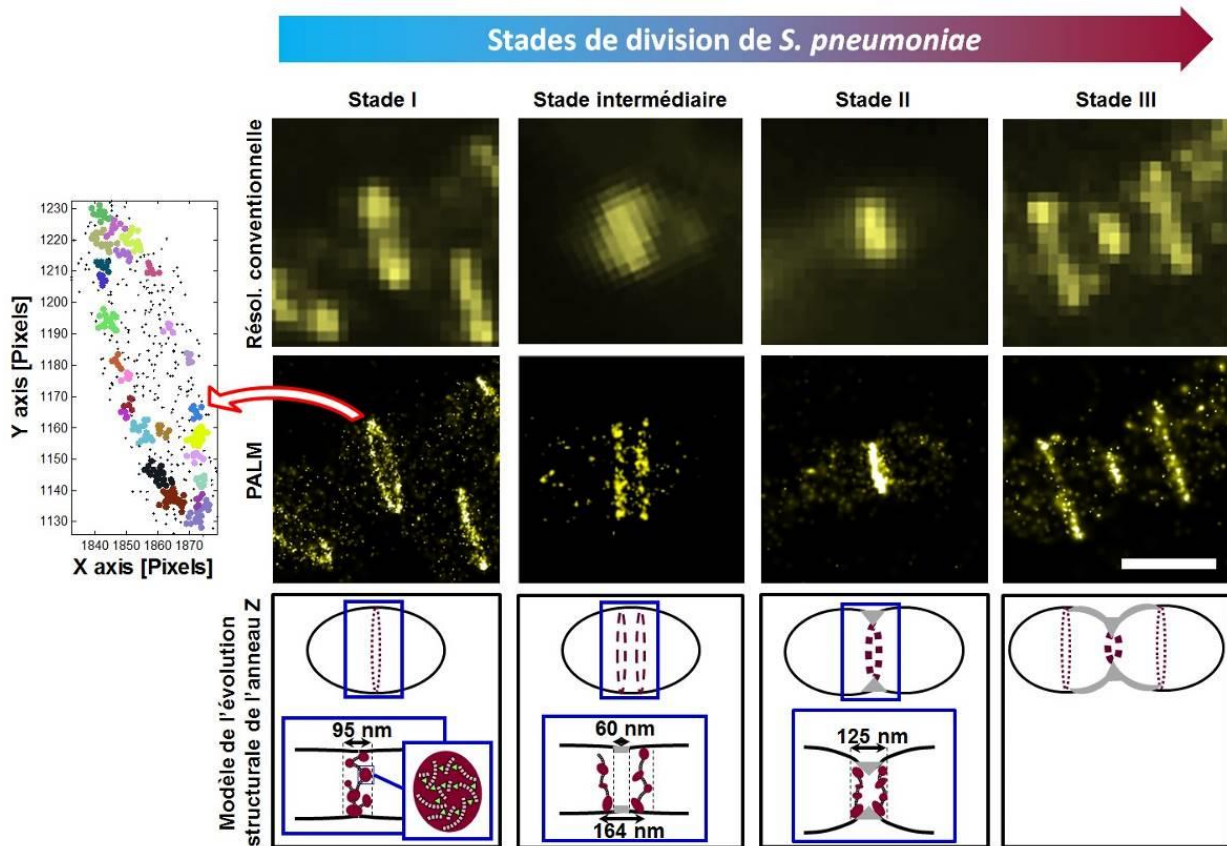 Stades de division de S. pneumoniae
Stade I
Stade intermédiaire
Stade II
Stade III
Résol. conventionnelle
1230
1220
1210
1200
1190
1180
1170
1160
1150
1140
1130
Y axis [Pixels]
1840 1850 1860 1870
X axis [Pixels]
PALM
Modèle de l'évolution
structurale de l'anneau Z
95 nm
60 nm
164 nm
125 nm